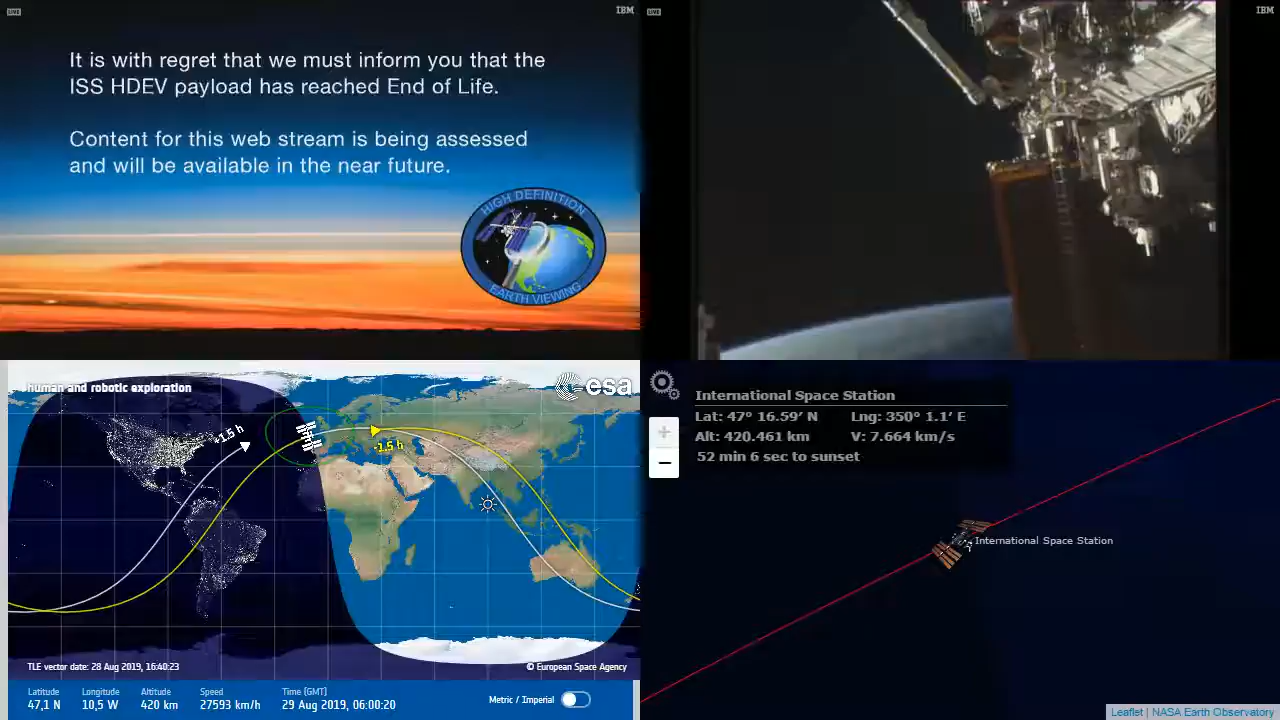 LIVE
IBM
It is with regret that we must inform you that the
ISS HDEV payload has reached End of Life.
Content for this web stream is being assessed
and will be available in the near future.
HIGH DEFINITION
EARTH VIEWING
LIVE
IBM
human and robotic exploration
esa
-1.5 h
-1.5 h
TLE vector date: 28 Aug 2019, 16:40:23
© European Space Agency
Latitude
47,1 N
Longitude
10,5 W
Altitude
420 km
Speed
27593 km/h
Time (GMT)
29 Aug 2019, 06:00:20
Metric / Imperial
International Space Station
Lat: 47° 16.59′ N Lng: 350° 1.1′ E
Alt: 420.461 km V: 7.664 km/s
52 min 6 sec to sunset
+
−
International Space Station
Leaflet | NASA Earth Observatory